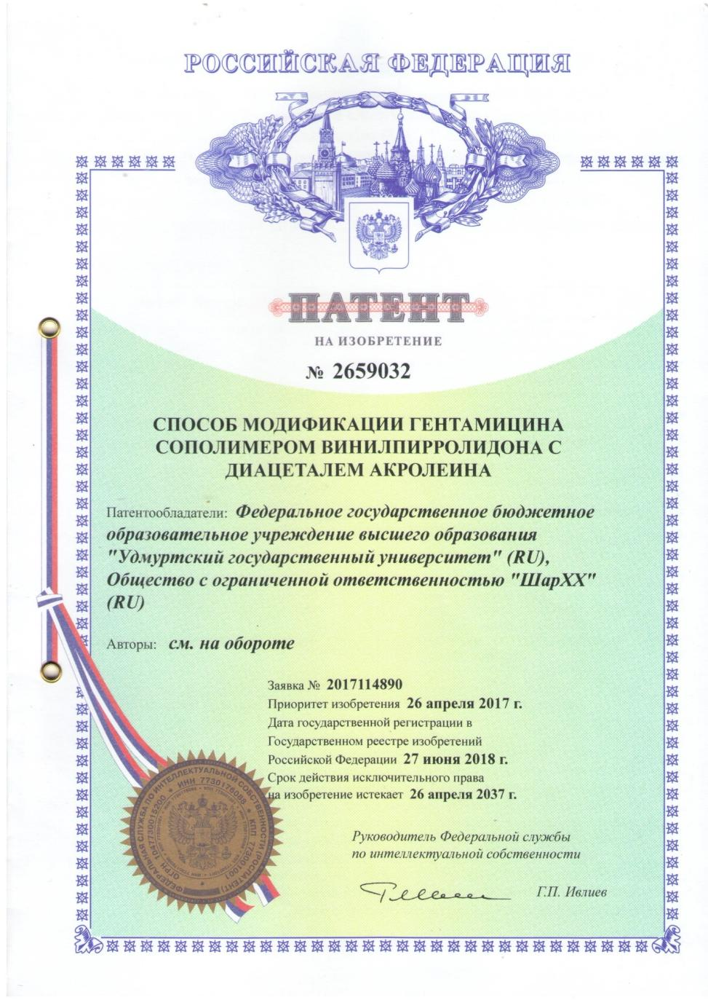 РОССИЙСКАЯ ФЕДЕРАЦИЯ
ПАТЕНТ
НА ИЗОБРЕТЕНИЕ
№ 2659032
СПОСОБ МОДИФИКАЦИИ ГЕНТАМИЦИНА
СОПОЛИМЕРОМ ВИНИЛПИРРОЛИДОНА С
ДИАЦЕТАЛЕМ АКРОЛЕИНА
Патентообладатели: Федеральное государственное бюджетное
образовательное учреждение высшего образования
"Удмуртский государственный университет" (RU),
Общество с ограниченной ответственностью "ШарХХ"
(RU)
Авторы: см. на обороте
Заявка № 2017114890
Приоритет изобретения 26 апреля 2017 г.
Дата государственной регистрации в
Государственном реестре изобретений
Российской Федерации 27 июня 2018 г.
Срок действия исключительного права
на изобретение истекает 26 апреля 2037 г.
Руководитель Федеральной службы
по интеллектуальной собственности
Г.П. Ивлиев
ФЕДЕРАЛЬНАЯ СЛУЖБА ПО ИНТЕЛЛЕКТУАЛЬНОЙ СОБСТВЕННОСТИ (РОСПАТЕНТ)
ОГРН 1047730015200 * ИНН 7730176088 * КПП 773001001